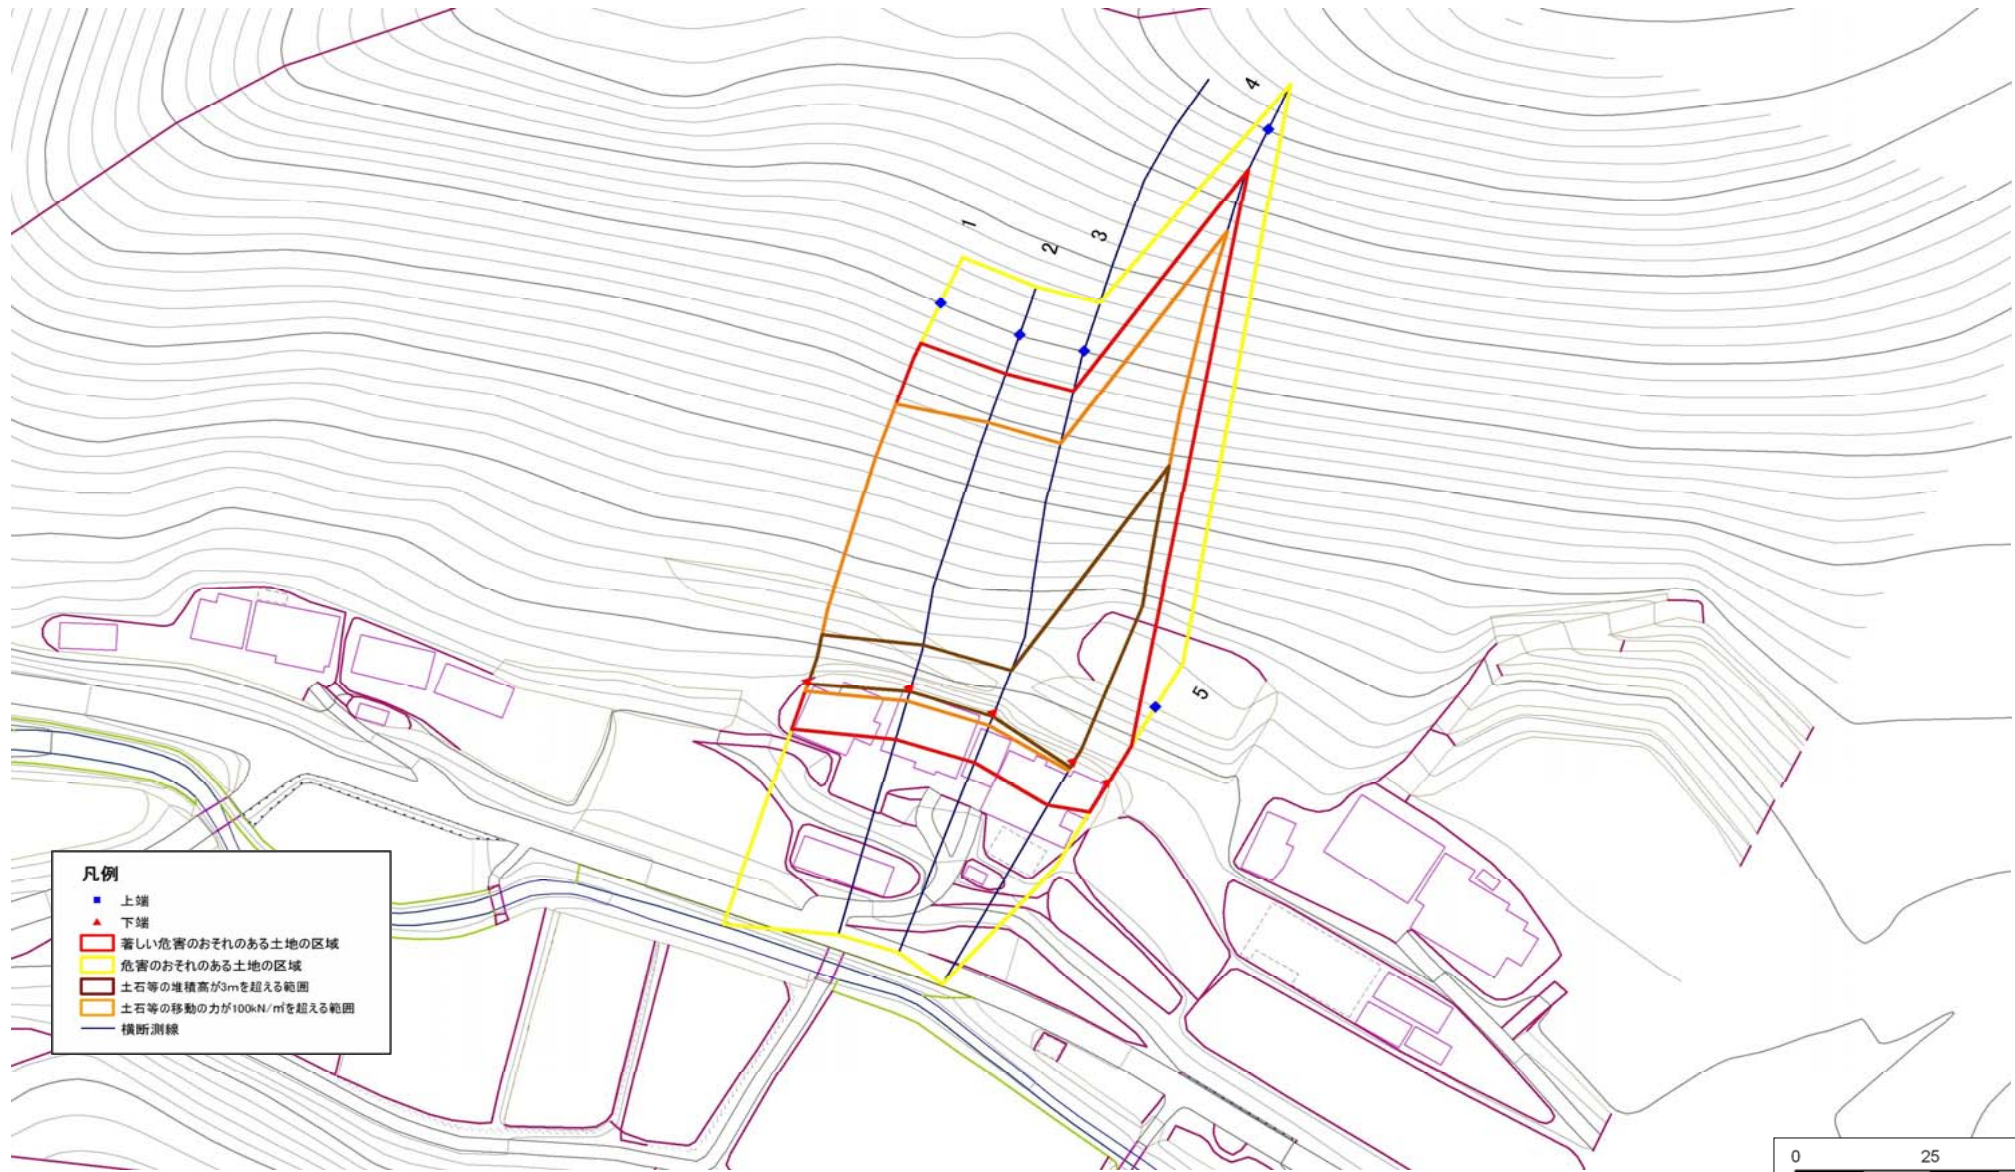 4
1
2
3
5
凡例
上端
下端
著しい危害のおそれのある土地の区域
危害のおそれのある土地の区域
土石等の堆積高が3mを超える範囲
土石等の移動の力が100kN/㎡を超える範囲
横断測線
0 25